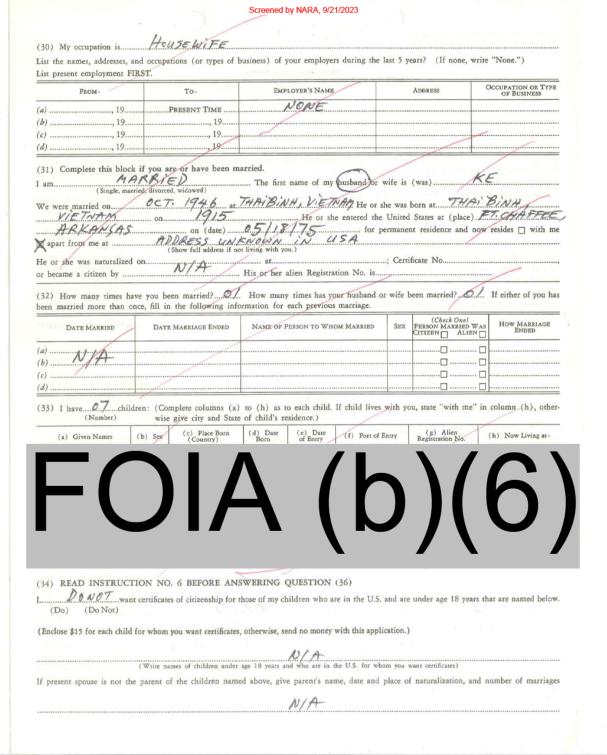 Screened by NARA, 9/21/2023
(30) My occupation is HOUSEWIFE
List the names, addresses, and occupations (or types of business) of your employers during the last 5 years? (If none, write "None.")
List present employment FIRST.
FROM- TO- EMPLOYER'S NAME ADDRESS OCCUPATION OR TYPE OF BUSINESS
(a) , 19 PRESENT TIME NONE
(b) , 19 , 19
(c) , 19 , 19
(d) , 19 , 19
(31) Complete this block if you are or have been married.
I am MARRIED The first name of my husband or wife is (was) KE
(Single, married, divorced, widowed)
We were married on OCT. 1946 at THAIBINH, VIETNAM He or she was born at THAIBINH,
VIETNAM on 1915 He or she entered the United States at (place) FT. CHAFFEE,
ARKANSAS on (date) 05/18/75 for permanent residence and now resides ☐ with me
X apart from me at ADDRESS UNKNOWN IN USA
(Show full address if not living with you.)
He or she was naturalized on at ; Certificate No.
or became a citizen by N/A His or her alien Registration No. is
(32) How many times have you been married? 01 How many times has your husband or wife been married? 01 If either of you has
been married more than once, fill in the following information for each previous marriage.
DATE MARRIED DATE MARRIAGE ENDED NAME OF PERSON TO WHOM MARRIED SEX (Check One) PERSON MARRIED WAS CITIZEN ☐ ALIEN ☐ HOW MARRIAGE ENDED
(a) ☐ ☐
(b) N/A ☐ ☐
(c) ☐ ☐
(d) ☐ ☐
(33) I have 07 children: (Complete columns (a) to (h) as to each child. If child lives with you, state "with me" in column (h), other-
(Number) wise give city and State of child's residence.)
(a) Given Names (b) Sex (c) Place Born (Country) (d) Date Born (e) Date of Entry (f) Port of Entry (g) Alien Registration No. (h) Now Living at-
FOIA (b)(6)
(34) READ INSTRUCTION NO. 6 BEFORE ANSWERING QUESTION (36)
I DO NOT want certificates of citizenship for those of my children who are in the U.S. and are under age 18 years that are named below.
(Do) (Do Not)
(Enclose $15 for each child for whom you want certificates, otherwise, send no money with this application.)
N/A
(Write names of children under age 18 years and who are in the U.S. for whom you want certificates)
If present spouse is not the parent of the children named above, give parent's name, date and place of naturalization, and number of marriages
N/A